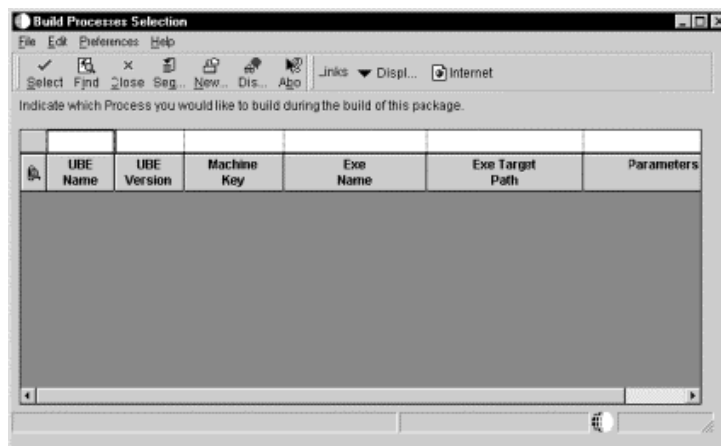 Build Processes Selection
File Edit Preferences Help
Select Find Close Seq... New... Dis... Abo Links Displ... Internet
Indicate which Process you would like to build during the build of this package.
UBE Name UBE Version Machine Key Exe Name Exe Target Path Parameters